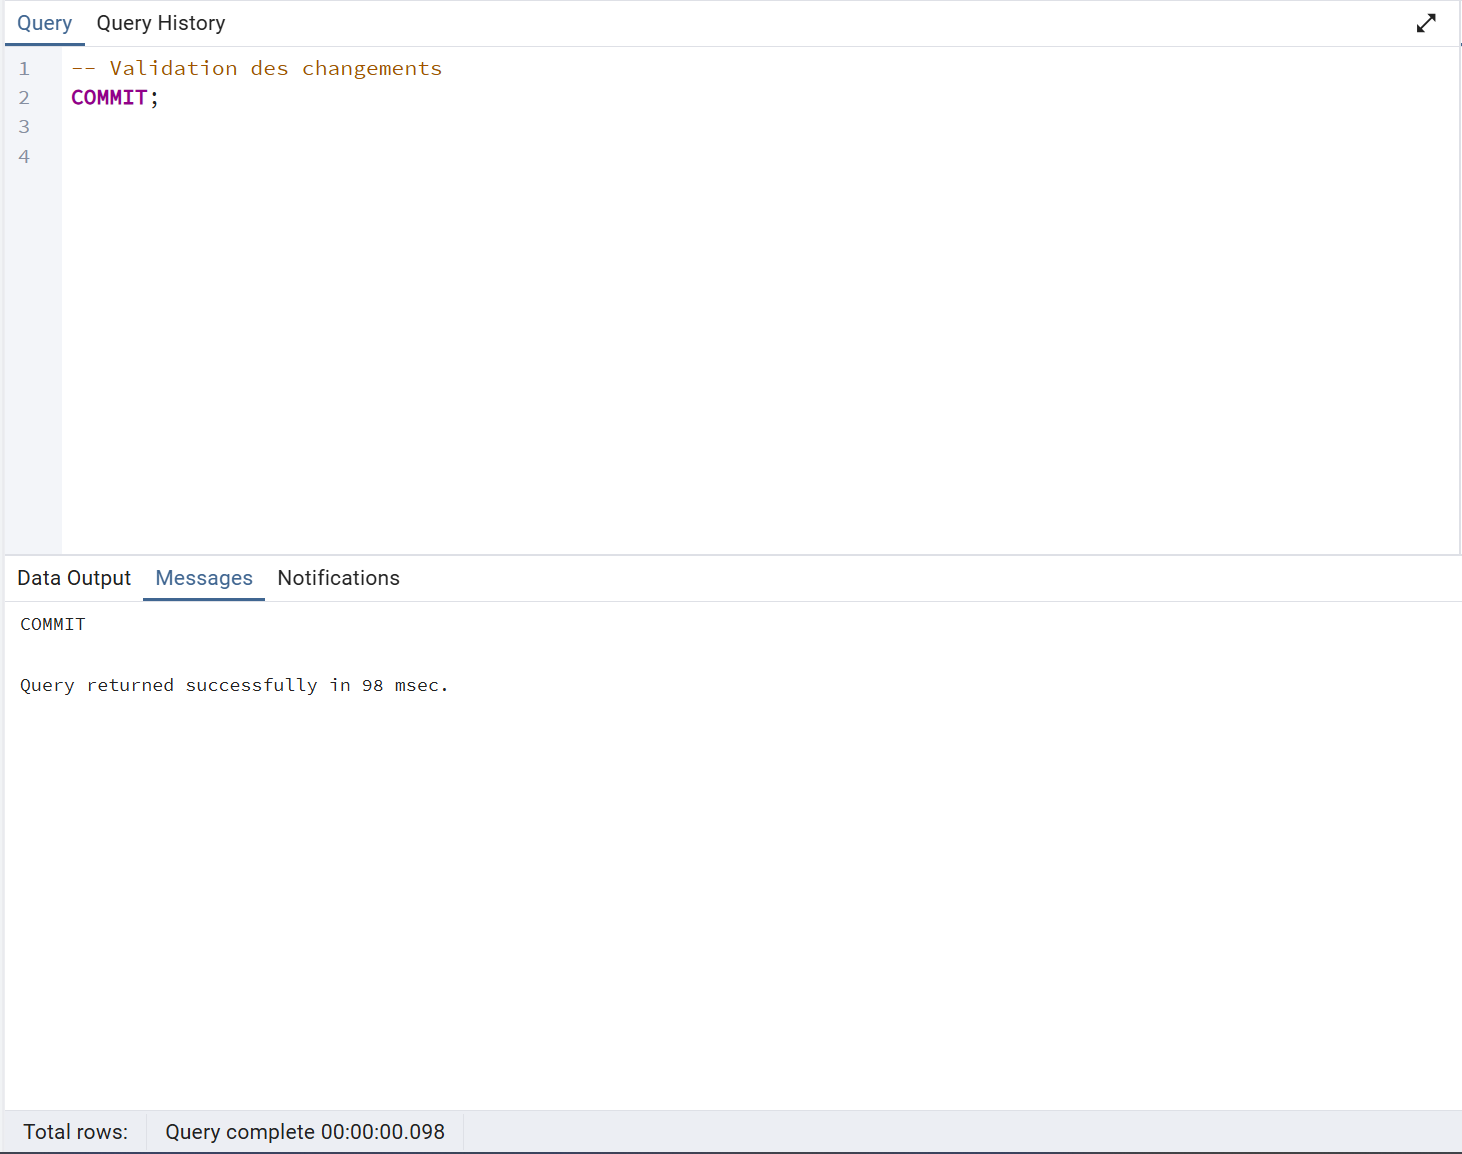 Query Query History
1 -- Validation des changements
2 COMMIT;
3
4
Data Output Messages Notifications
COMMIT
Query returned successfully in 98 msec.
Total rows: Query complete 00:00:00.098